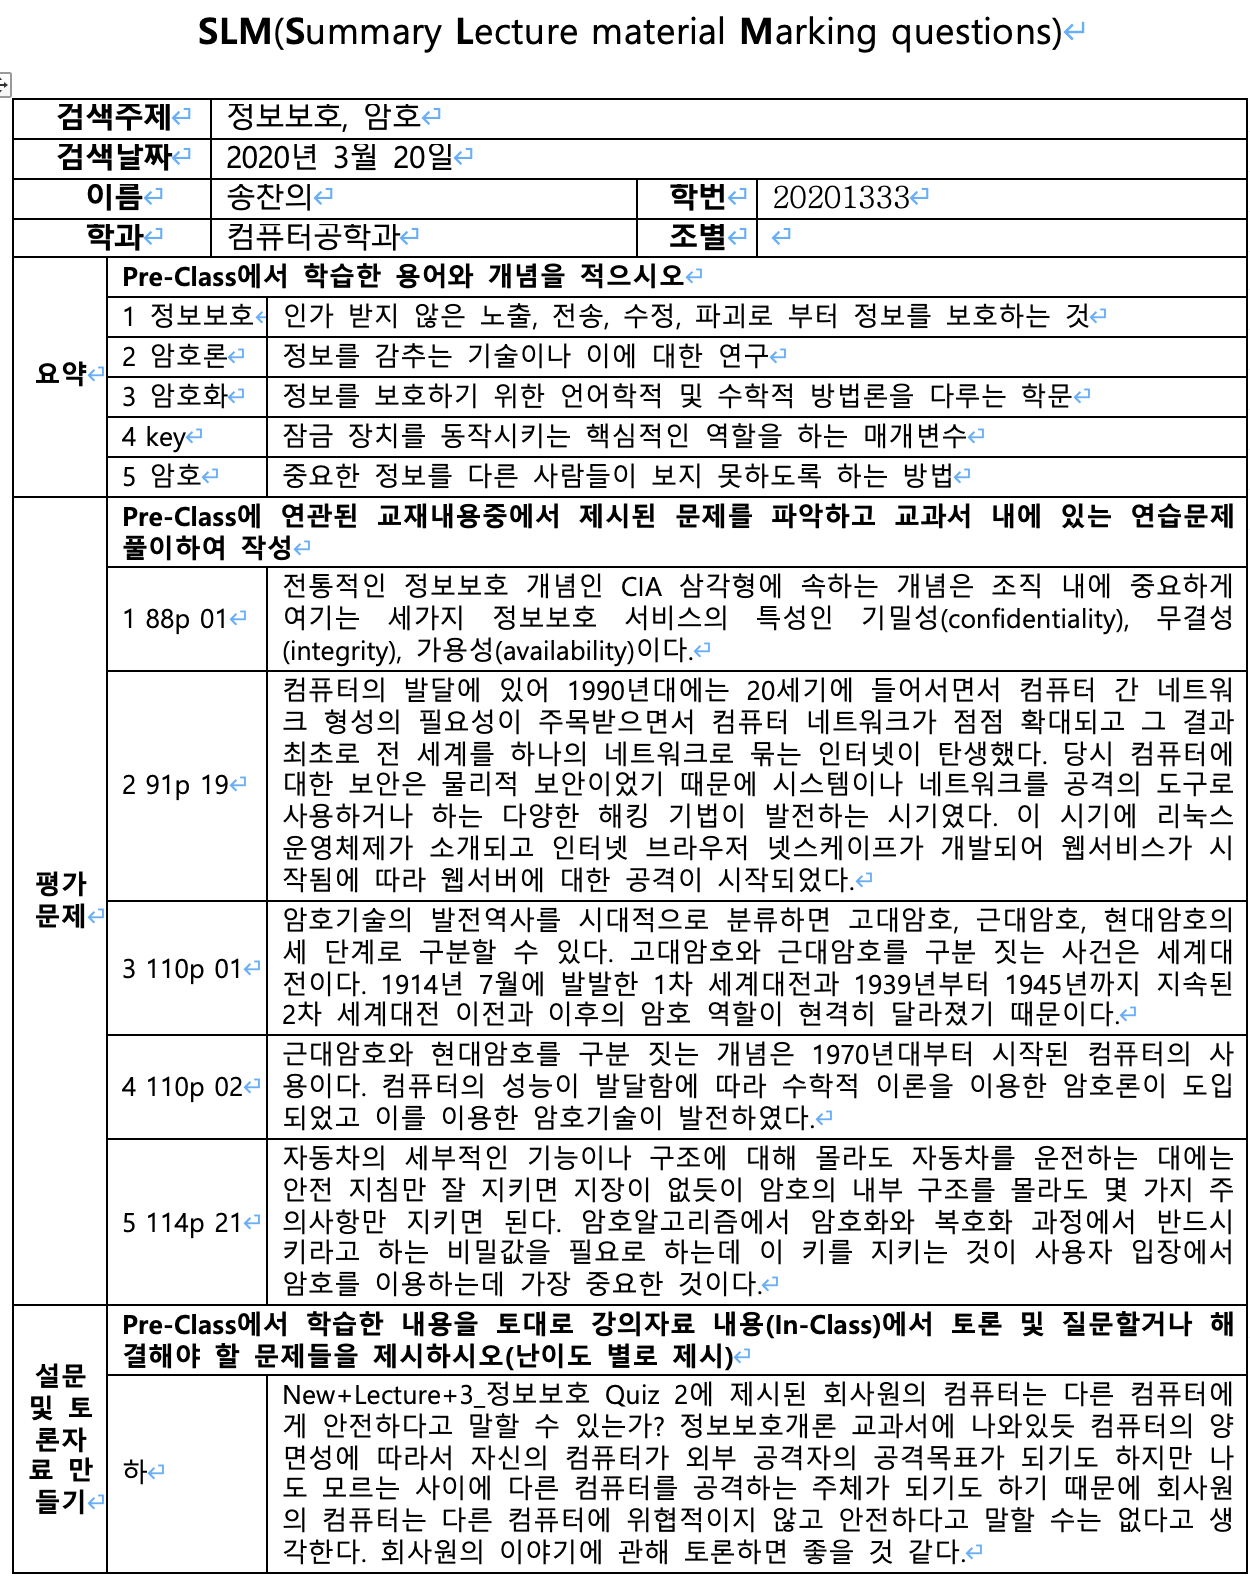 SLM(Summary Lecture material Marking questions)
검색주제 정보보호, 암호
검색날짜 2020년 3월 20일
이름 송찬의 학번 20201333
학과 컴퓨터공학과 조별
요약
Pre-Class에서 학습한 용어와 개념을 적으시오
1 정보보호 인가 받지 않은 노출, 전송, 수정, 파괴로 부터 정보를 보호하는 것
2 암호론 정보를 감추는 기술이나 이에 대한 연구
3 암호화 정보를 보호하기 위한 언어학적 및 수학적 방법론을 다루는 학문
4 key 잠금 장치를 동작시키는 핵심적인 역할을 하는 매개변수
5 암호 중요한 정보를 다른 사람들이 보지 못하도록 하는 방법
평가
문제
Pre-Class에 연관된 교재내용중에서 제시된 문제를 파악하고 교과서 내에 있는 연습문제
풀이하여 작성
1 88p 01
전통적인 정보보호 개념인 CIA 삼각형에 속하는 개념은 조직 내에 중요하게
여기는 세가지 정보보호 서비스의 특성인 기밀성(confidentiality), 무결성
(integrity), 가용성(availability)이다.
2 91p 19
컴퓨터의 발달에 있어 1990년대에는 20세기에 들어서면서 컴퓨터 간 네트워
크 형성의 필요성이 주목받으면서 컴퓨터 네트워크가 점점 확대되고 그 결과
최초로 전 세계를 하나의 네트워크로 묶는 인터넷이 탄생했다. 당시 컴퓨터에
대한 보안은 물리적 보안이었기 때문에 시스템이나 네트워크를 공격의 도구로
사용하거나 하는 다양한 해킹 기법이 발전하는 시기였다. 이 시기에 리눅스
운영체제가 소개되고 인터넷 브라우저 넷스케이프가 개발되어 웹서비스가 시
작됨에 따라 웹서버에 대한 공격이 시작되었다.
3 110p 01
암호기술의 발전역사를 시대적으로 분류하면 고대암호, 근대암호, 현대암호의
세 단계로 구분할 수 있다. 고대암호와 근대암호를 구분 짓는 사건은 세계대
전이다. 1914년 7월에 발발한 1차 세계대전과 1939년부터 1945년까지 지속된
2차 세계대전 이전과 이후의 암호 역할이 현격히 달라졌기 때문이다.
4 110p 02
근대암호와 현대암호를 구분 짓는 개념은 1970년대부터 시작된 컴퓨터의 사
용이다. 컴퓨터의 성능이 발달함에 따라 수학적 이론을 이용한 암호론이 도입
되었고 이를 이용한 암호기술이 발전하였다.
5 114p 21
자동차의 세부적인 기능이나 구조에 대해 몰라도 자동차를 운전하는 대에는
안전 지침만 잘 지키면 지장이 없듯이 암호의 내부 구조를 몰라도 몇 가지 주
의사항만 지키면 된다. 암호알고리즘에서 암호화와 복호화 과정에서 반드시
키라고 하는 비밀값을 필요로 하는데 이 키를 지키는 것이 사용자 입장에서
암호를 이용하는데 가장 중요한 것이다.
설문
및 토
론자
료 만
들기
Pre-Class에서 학습한 내용을 토대로 강의자료 내용(In-Class)에서 토론 및 질문할거나 해
결해야 할 문제들을 제시하시오(난이도 별로 제시)
하
New+Lecture+3_정보보호 Quiz 2에 제시된 회사원의 컴퓨터는 다른 컴퓨터에
게 안전하다고 말할 수 있는가? 정보보호개론 교과서에 나와있듯 컴퓨터의 양
면성에 따라서 자신의 컴퓨터가 외부 공격자의 공격목표가 되기도 하지만 나
도 모르는 사이에 다른 컴퓨터를 공격하는 주체가 되기도 하기 때문에 회사원
의 컴퓨터는 다른 컴퓨터에 위협적이지 않고 안전하다고 말할 수는 없다고 생
각한다. 회사원의 이야기에 관해 토론하면 좋을 것 같다.